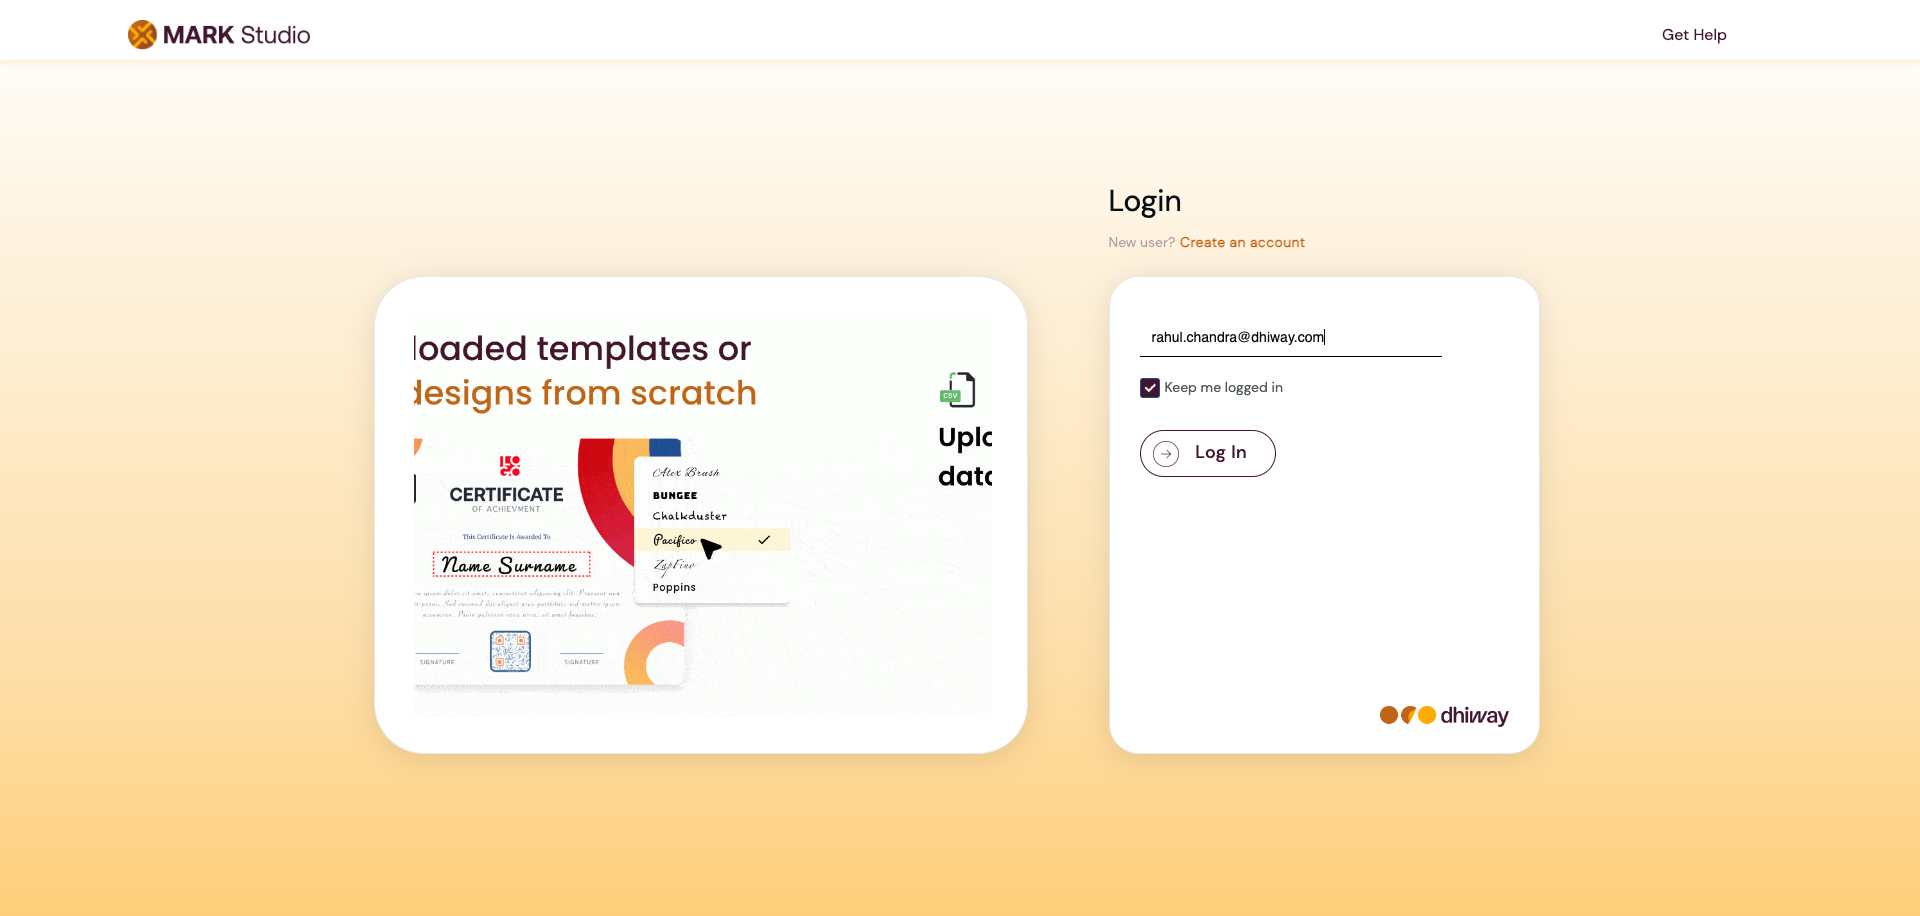 MARK Studio
Get Help
Login
New user? Create an account
loaded templates or
designs from scratch
CSV
Uplo
data
CERTIFICATE
OF ACHIEVMENT
This Certificate Is Awarded To
Name Surname
Alex Brush
BUNGEE
Chalkduster
Pacifico
ZapFino
Poppins
SIGNATURE
SIGNATURE
rahul.chandra@dhiway.com
Keep me logged in
Log In
dhiway